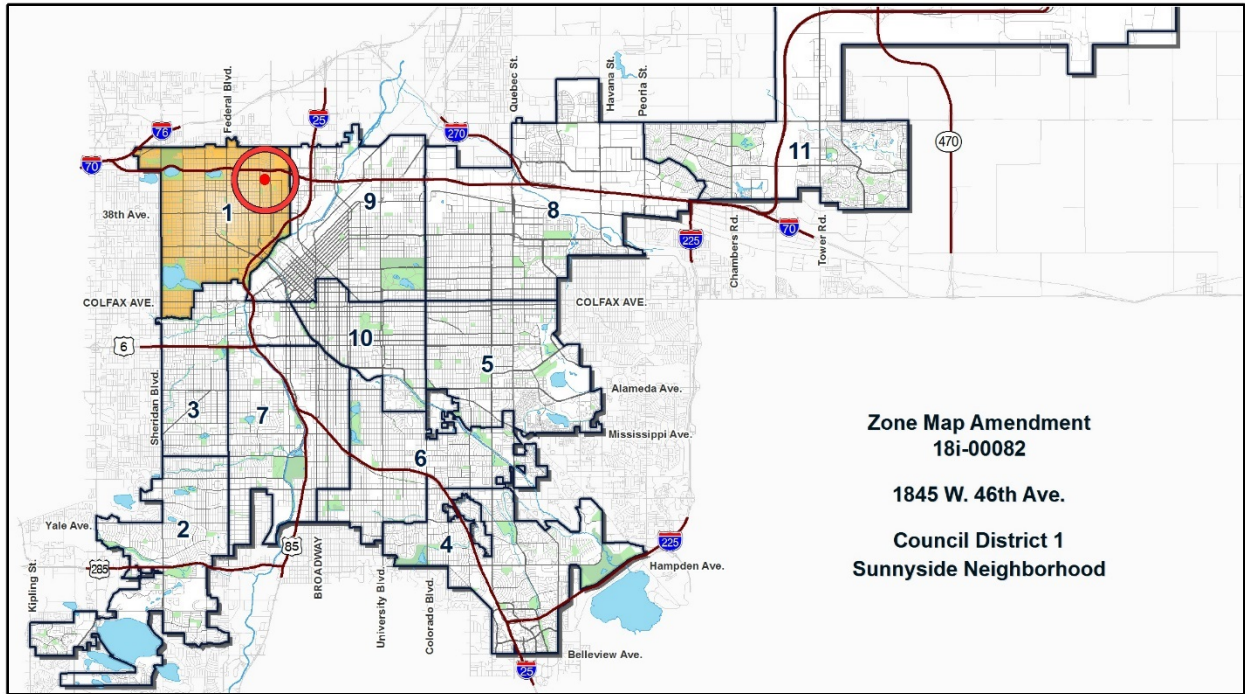 Federal Blvd.
Quebec St.
Havana St.
Peoria St.
76
25
270
70
470
11
38th Ave.
1
9
8
225
Chambers Rd.
70
Tower Rd.
COLFAX AVE.
COLFAX AVE.
10
6
5
Sheridan Blvd.
Alameda Ave.
3
7
Mississippi Ave.
6
Zone Map Amendment
18i-00082
1845 W. 46th Ave.
Council District 1
Sunnyside Neighborhood
Yale Ave.
2
85
4
225
285
Hampden Ave.
Kipling St.
BROADWAY
University Blvd.
Colorado Blvd.
Belleview Ave.
25